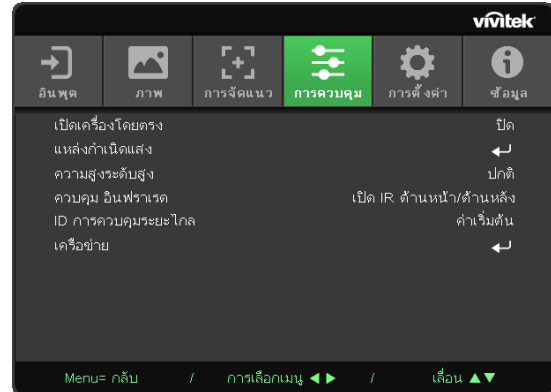 vivitek
อินพุต ภาพ การจัดแนว การควบคุม การตั้งค่า ข้อมูล
เปิดเครื่องโดยตรง ปิด
แหล่งกำเนิดแสง
ความสูงระดับสูง ปกติ
ควบคุม อินฟราเรด เปิด IR ด้านหน้า/ด้านหลัง
ID การควบคุมระยะไกล ค่าเริ่มต้น
เครือข่าย
Menu= กลับ / การเลือกเมนู ◀ ▶ / เลื่อน ▲▼